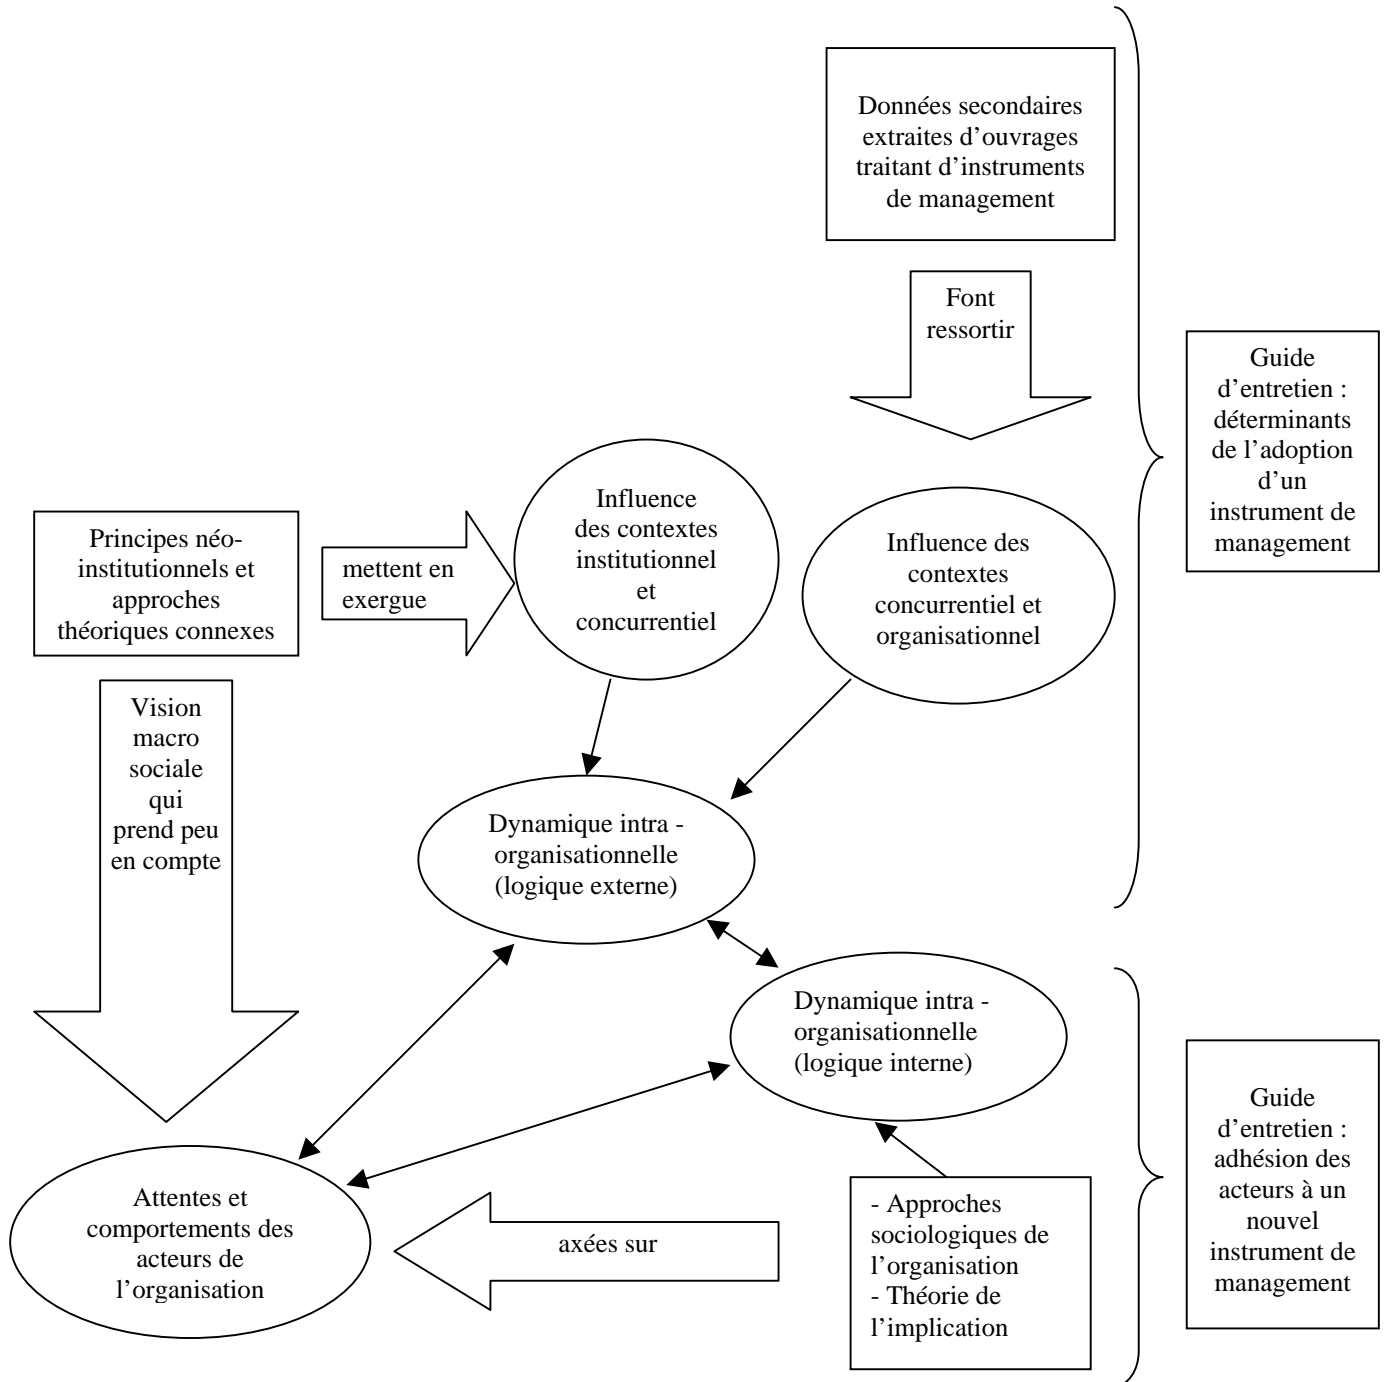 Données secondaires
extraites d’ouvrages
traitant d’instruments
de management
Font
ressortir
Guide
d’entretien :
déterminants
de l’adoption
d’un
instrument de
management
Influence
des contextes
institutionnel
et
concurrentiel
Influence des
contextes
concurrentiel et
organisationnel
Principes néo-
institutionnels et
approches
théoriques connexes
mettent en
exergue
Vision
macro
sociale
qui
prend peu
en compte
Dynamique intra -
organisationnelle
(logique externe)
Dynamique intra -
organisationnelle
(logique interne)
Attentes et
comportements des
acteurs de
l’organisation
axées sur
- Approches
sociologiques de
l’organisation
- Théorie de
l’implication
Guide
d’entretien :
adhésion des
acteurs à un
nouvel
instrument de
management